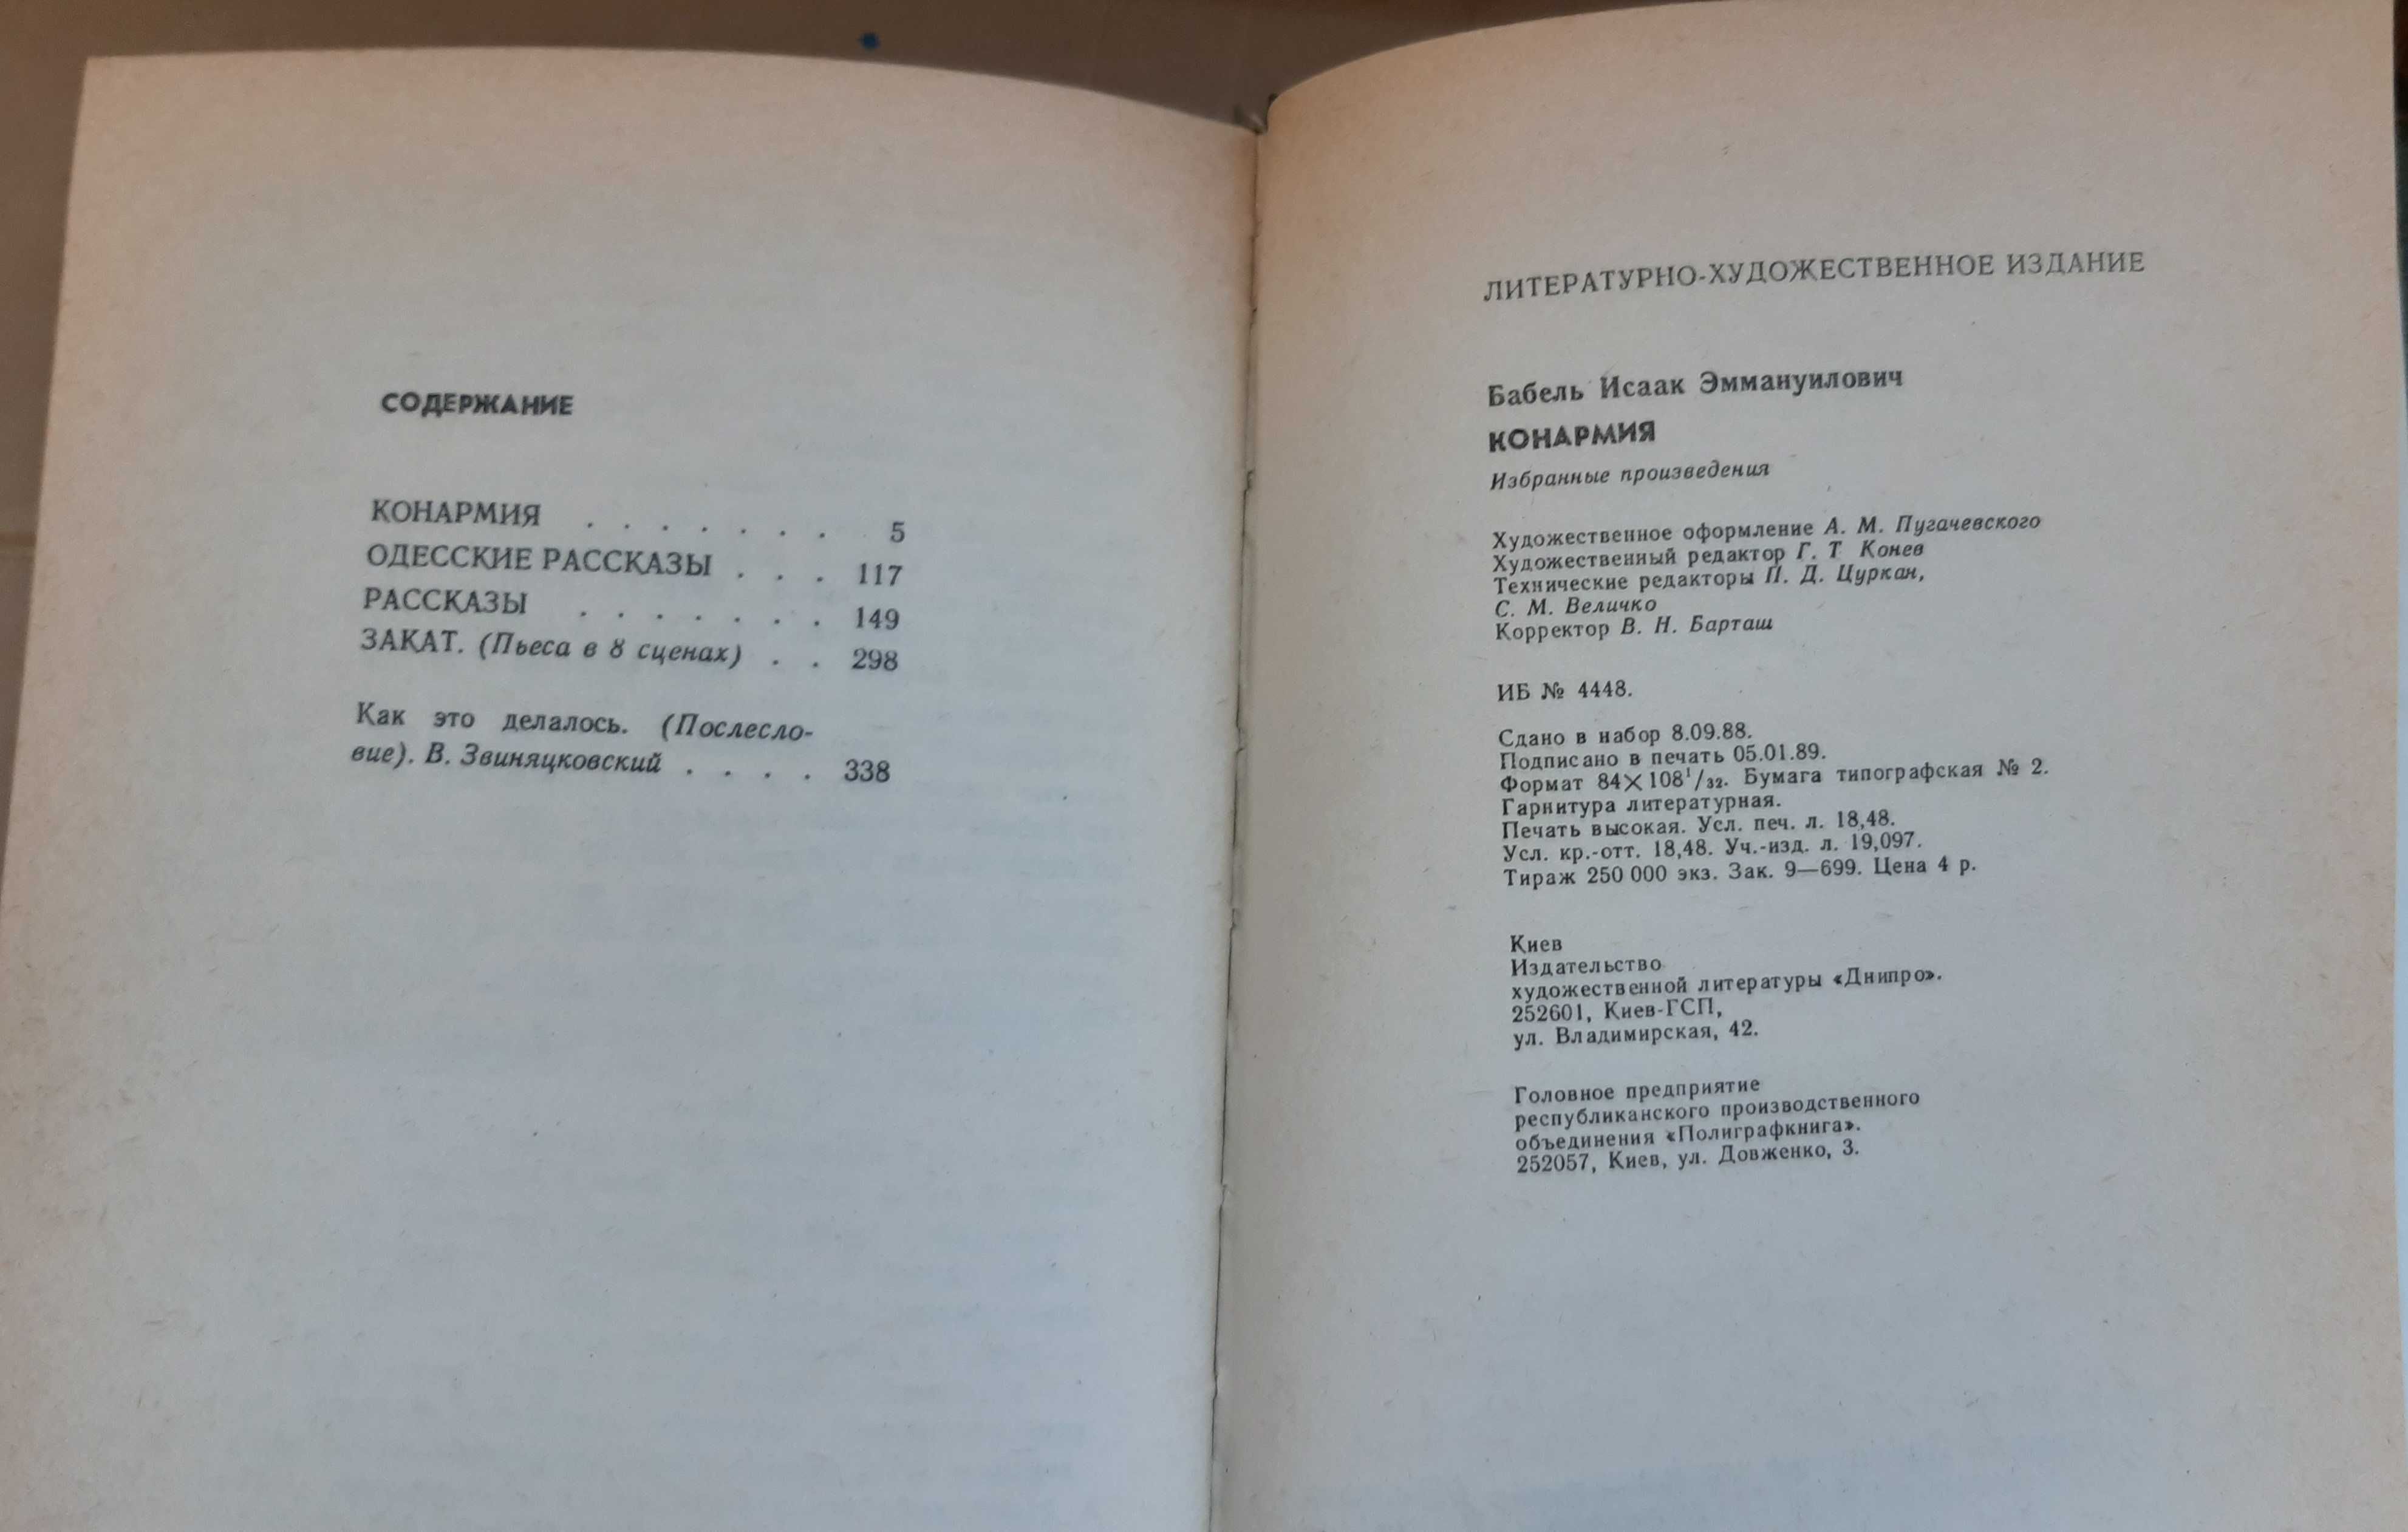 СОДЕРЖАНИЕ
КОНАРМИЯ . . . . . . . 5
ОДЕССКИЕ РАССКАЗЫ . . . 117
РАССКАЗЫ . . . . . . . 149
ЗАКАТ. (Пьеса в 8 сценах) . . 298
Как это делалось. (Послесло-
вие). В. Звиняцковский . . . . 338
ЛИТЕРАТУРНО-ХУДОЖЕСТВЕННОЕ ИЗДАНИЕ
Бабель Исаак Эммануилович
КОНАРМИЯ
Избранные произведения
Художественное оформление А. М. Пугачевского
Художественный редактор Г. Т Конев
Технические редакторы П. Д. Цуркан,
С. М. Величко
Корректор В. Н. Барташ
ИБ № 4448.
Сдано в набор 8.09.88.
Подписано в печать 05.01.89.
Формат 84×108¹/₃₂. Бумага типографская № 2.
Гарнитура литературная.
Печать высокая. Усл. печ. л. 18,48.
Усл. кр.-отт. 18,48. Уч.-изд. л. 19,097.
Тираж 250 000 экз. Зак. 9—699. Цена 4 р.
Киев
Издательство
художественной литературы «Днипро».
252601, Киев-ГСП,
ул. Владимирская, 42.
Головное предприятие
республиканского производственного
объединения «Полиграфкнига».
252057, Киев, ул. Довженко, 3.